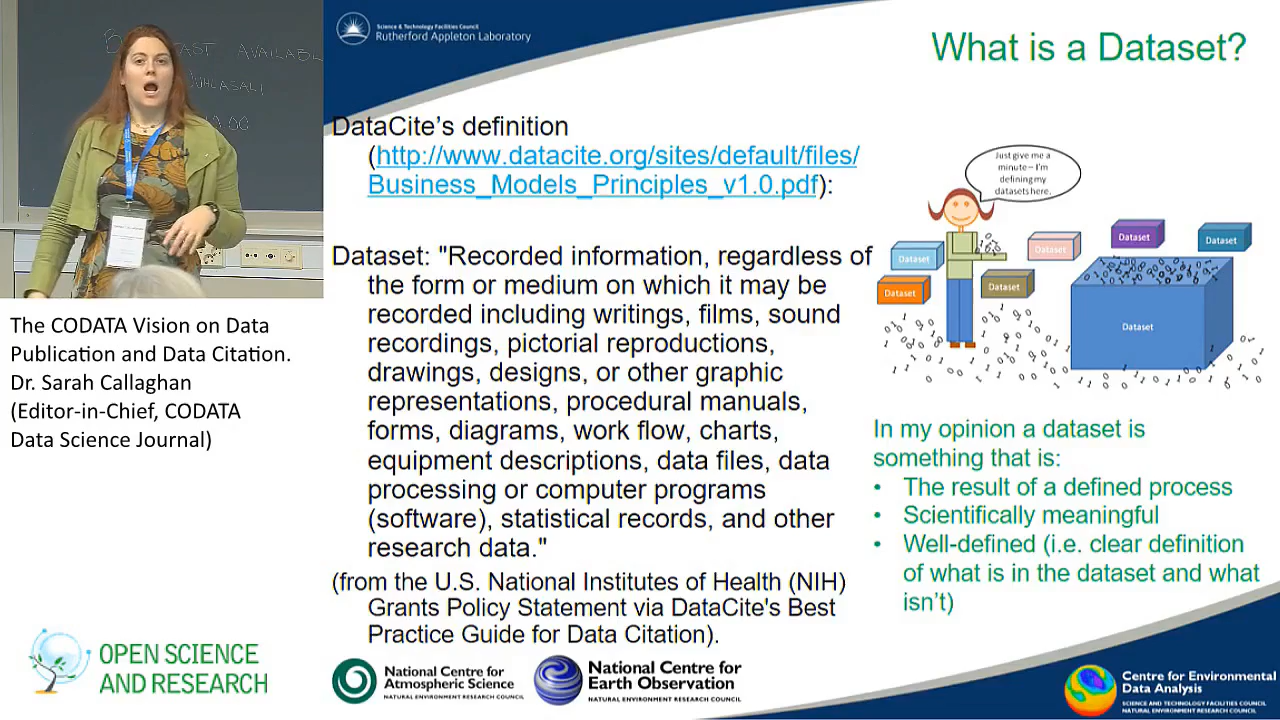 B AST AVAILABL
00
The CODATA Vision on Data
Publication and Data Citation.
Dr. Sarah Callaghan
(Editor-in-Chief, CODATA
Data Science Journal)
OPEN SCIENCE
AND RESEARCH
Science & Technology Facilities Council
Rutherford Appleton Laboratory
What is a Dataset?
DataCite's definition
(http://www.datacite.org/sites/default/files/
Business_Models_Principles_v1.0.pdf):
Dataset: "Recorded information, regardless of
the form or medium on which it may be
recorded including writings, films, sound
recordings, pictorial reproductions,
drawings, designs, or other graphic
representations, procedural manuals,
forms, diagrams, work flow, charts,
equipment descriptions, data files, data
processing or computer programs
(software), statistical records, and other
research data."
(from the U.S. National Institutes of Health (NIH)
Grants Policy Statement via DataCite's Best
Practice Guide for Data Citation).
Just give me a
minute – I'm
defining my
datasets here.
Dataset
Dataset
Dataset
Dataset
Dataset
Dataset
Dataset
In my opinion a dataset is
something that is:
• The result of a defined process
• Scientifically meaningful
• Well-defined (i.e. clear definition
of what is in the dataset and what
isn't)
National Centre for
Atmospheric Science
NATURAL ENVIRONMENT RESEARCH COUNCIL
National Centre for
Earth Observation
NATURAL ENVIRONMENT RESEARCH COUNCIL
Centre for Environmental
Data Analysis
SCIENCE AND TECHNOLOGY FACILITIES COUNCIL
NATURAL ENVIRONMENT RESEARCH COUNCIL